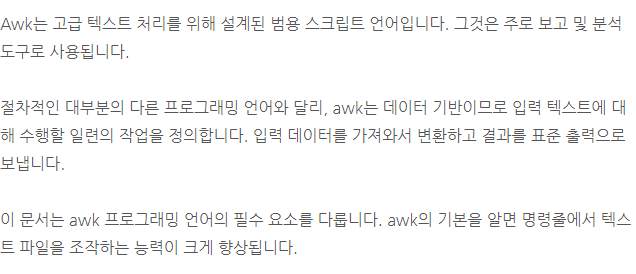 Awk는 고급 텍스트 처리를 위해 설계된 범용 스크립트 언어입니다. 그것은 주로 보고 및 분석
도구로 사용됩니다.
절차적인 대부분의 다른 프로그래밍 언어와 달리, awk는 데이터 기반이므로 입력 텍스트에 대
해 수행할 일련의 작업을 정의합니다. 입력 데이터를 가져와서 변환하고 결과를 표준 출력으로
보냅니다.
이 문서는 awk 프로그래밍 언어의 필수 요소를 다룹니다. awk의 기본을 알면 명령줄에서 텍스
트 파일을 조작하는 능력이 크게 향상됩니다.